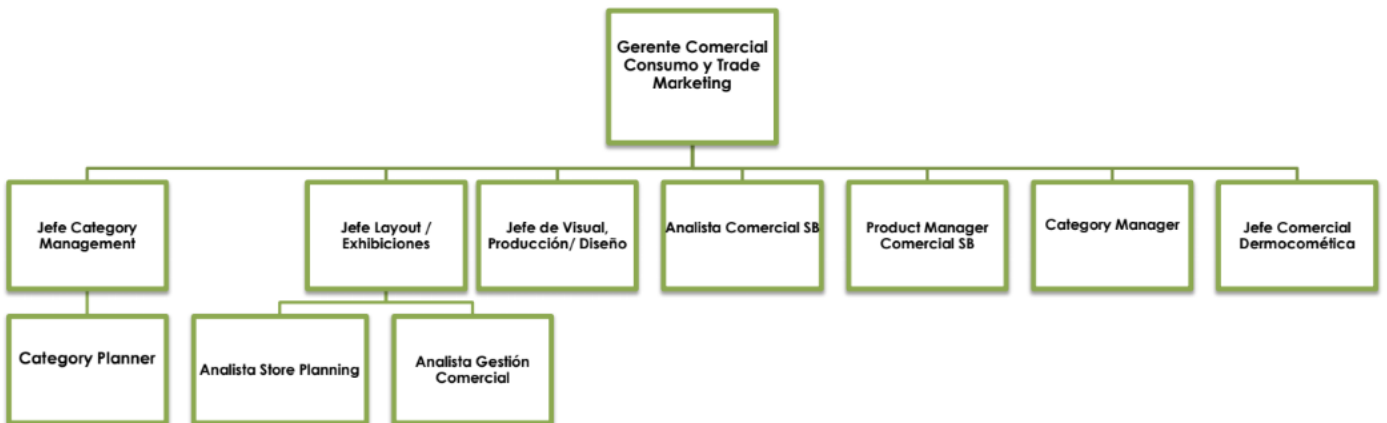 Gerente Comercial
Consumo y Trade
Marketing
Jefe Category
Management
Jefe Layout /
Exhibiciones
Jefe de Visual,
Producción/ Diseño
Analista Comercial SB
Product Manager
Comercial SB
Category Manager
Jefe Comercial
Dermocomética
Category Planner
Analista Store Planning
Analista Gestión
Comercial